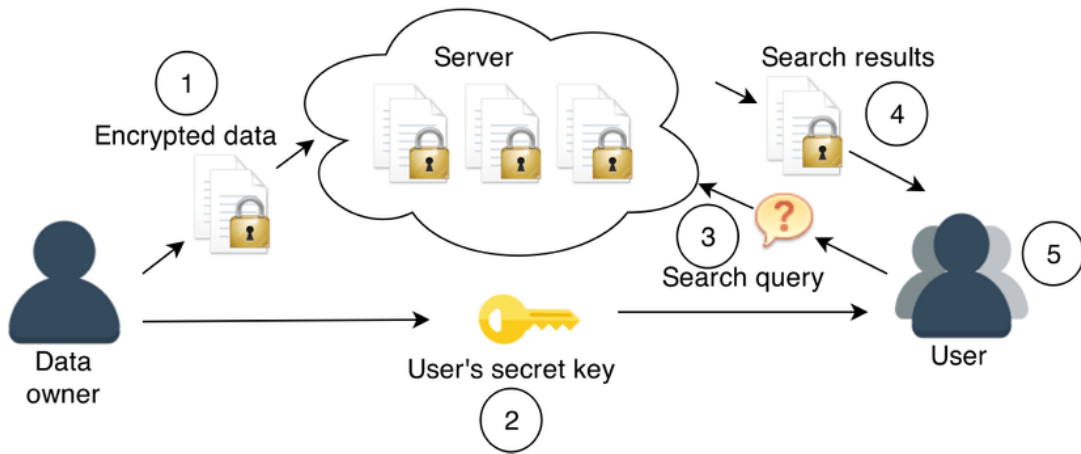 1
Encrypted data
Server
Search results
4
3
Search query
5
Data
owner
User's secret key
2
User
?